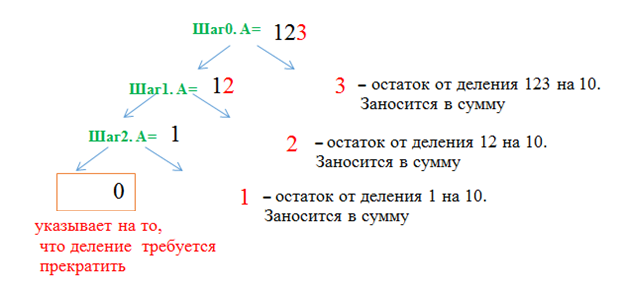 Шаг0. A= 123
Шаг1. A= 12
3 – остаток от деления 123 на 10.
Заносится в сумму
Шаг2. A= 1
2 – остаток от деления 12 на 10.
Заносится в сумму
0
1 – остаток от деления 1 на 10.
Заносится в сумму
указывает на то,
что деление требуется
прекратить